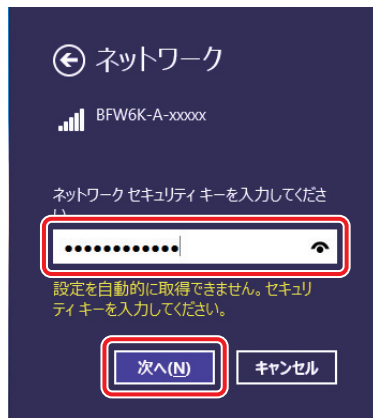 ネットワーク
BFW6K-A-xxxxx
ネットワーク セキュリティ キーを入力してくださ
い
••••••••••••
設定を自動的に取得できません。セキュリ
ティ キーを入力してください。
次へ(N)
キャンセル